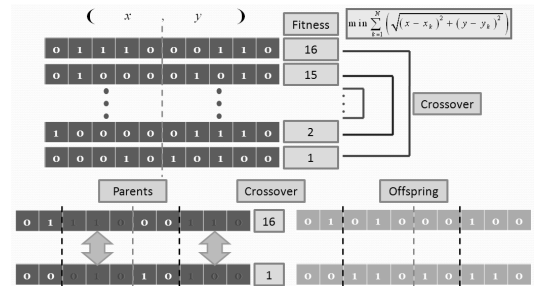 ( x , y )
Fitness
min ∑ k=1 N ( √(x − x_k)² + (y − y_k)² )
0 1 1 1 0 0 0 1 1 0 16
0 1 0 0 0 0 1 0 1 0 15
Crossover
1 0 0 0 0 0 1 1 1 0 2
0 0 0 1 0 1 0 1 0 0 1
Parents Crossover Offspring
0 1 1 1 0 0 0 1 1 0 16 0 1 0 1 0 0 0 1 0 0
0 0 0 1 0 1 0 1 0 0 1 0 0 1 1 0 1 0 1 1 0